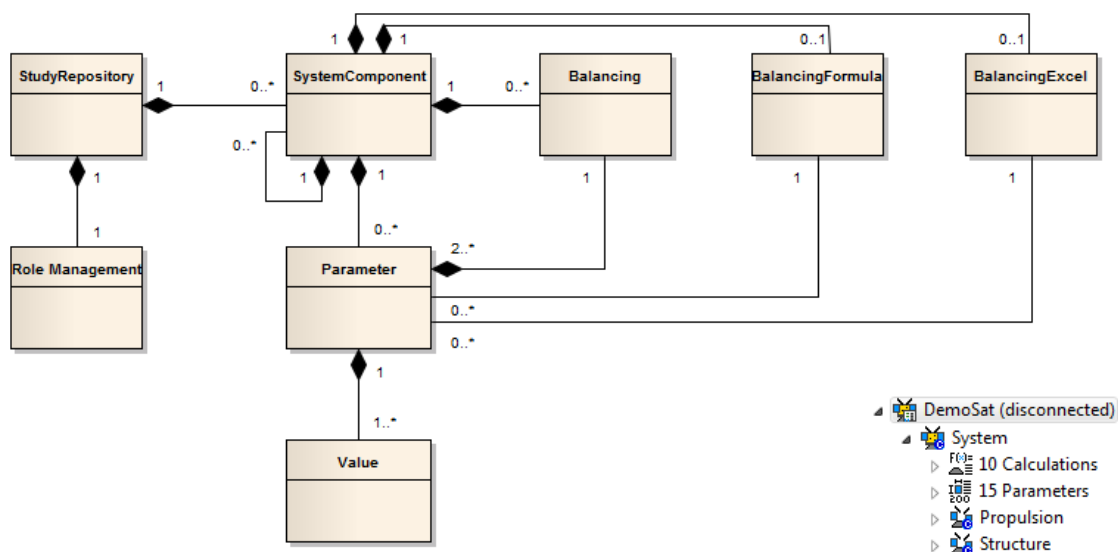 1
1
0..1
0..1
StudyRepository
SystemComponent
Balancing
BalancingFormula
BalancingExcel
1
0..*
1
0..*
0..*
1
1
1
1
1
1
1
0..*
2..*
Role Management
Parameter
0..*
0..*
1
1..*
Value
DemoSat (disconnected)
System
F(x)=
10 Calculations
200
15 Parameters
Propulsion
Structure